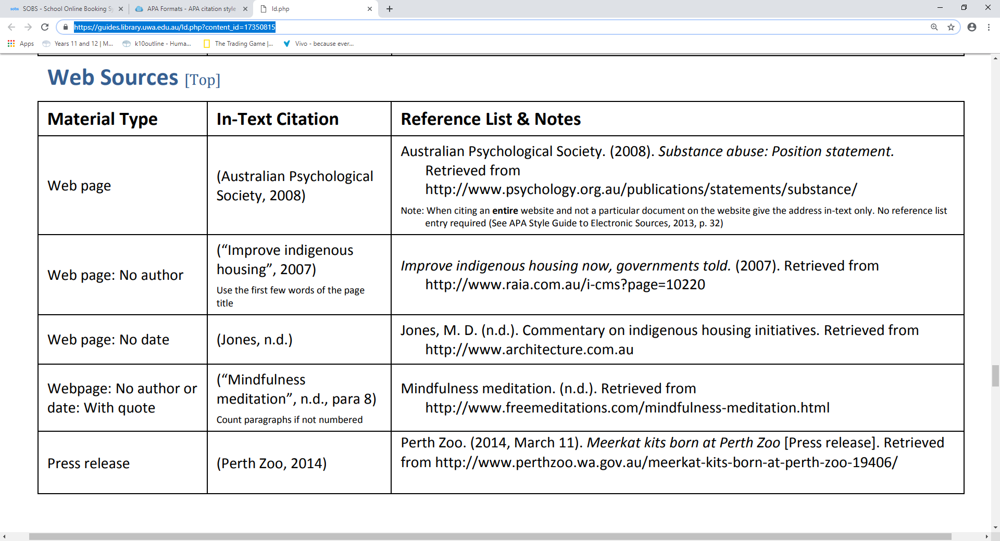 SOBS - School Online Booking Sy
APA Formats - APA citation style
ld.php
https://guides.library.uwa.edu.au/ld.php?content_id=17350815
Apps
Years 11 and 12 | M...
k10outline - Huma...
The Trading Game |...
Vivo - because ever...
Web Sources [Top]
Material Type
In-Text Citation
Reference List & Notes
Web page
(Australian Psychological
Society, 2008)
Australian Psychological Society. (2008). Substance abuse: Position statement.
Retrieved from
http://www.psychology.org.au/publications/statements/substance/
Note: When citing an entire website and not a particular document on the website give the address in-text only. No reference list
entry required (See APA Style Guide to Electronic Sources, 2013, p. 32)
Web page: No author
(“Improve indigenous
housing”, 2007)
Use the first few words of the page
title
Improve indigenous housing now, governments told. (2007). Retrieved from
http://www.raia.com.au/i-cms?page=10220
Web page: No date
(Jones, n.d.)
Jones, M. D. (n.d.). Commentary on indigenous housing initiatives. Retrieved from
http://www.architecture.com.au
Webpage: No author or
date: With quote
(“Mindfulness
meditation”, n.d., para 8)
Count paragraphs if not numbered
Mindfulness meditation. (n.d.). Retrieved from
http://www.freemeditations.com/mindfulness-meditation.html
Press release
(Perth Zoo, 2014)
Perth Zoo. (2014, March 11). Meerkat kits born at Perth Zoo [Press release]. Retrieved
from http://www.perthzoo.wa.gov.au/meerkat-kits-born-at-perth-zoo-19406/